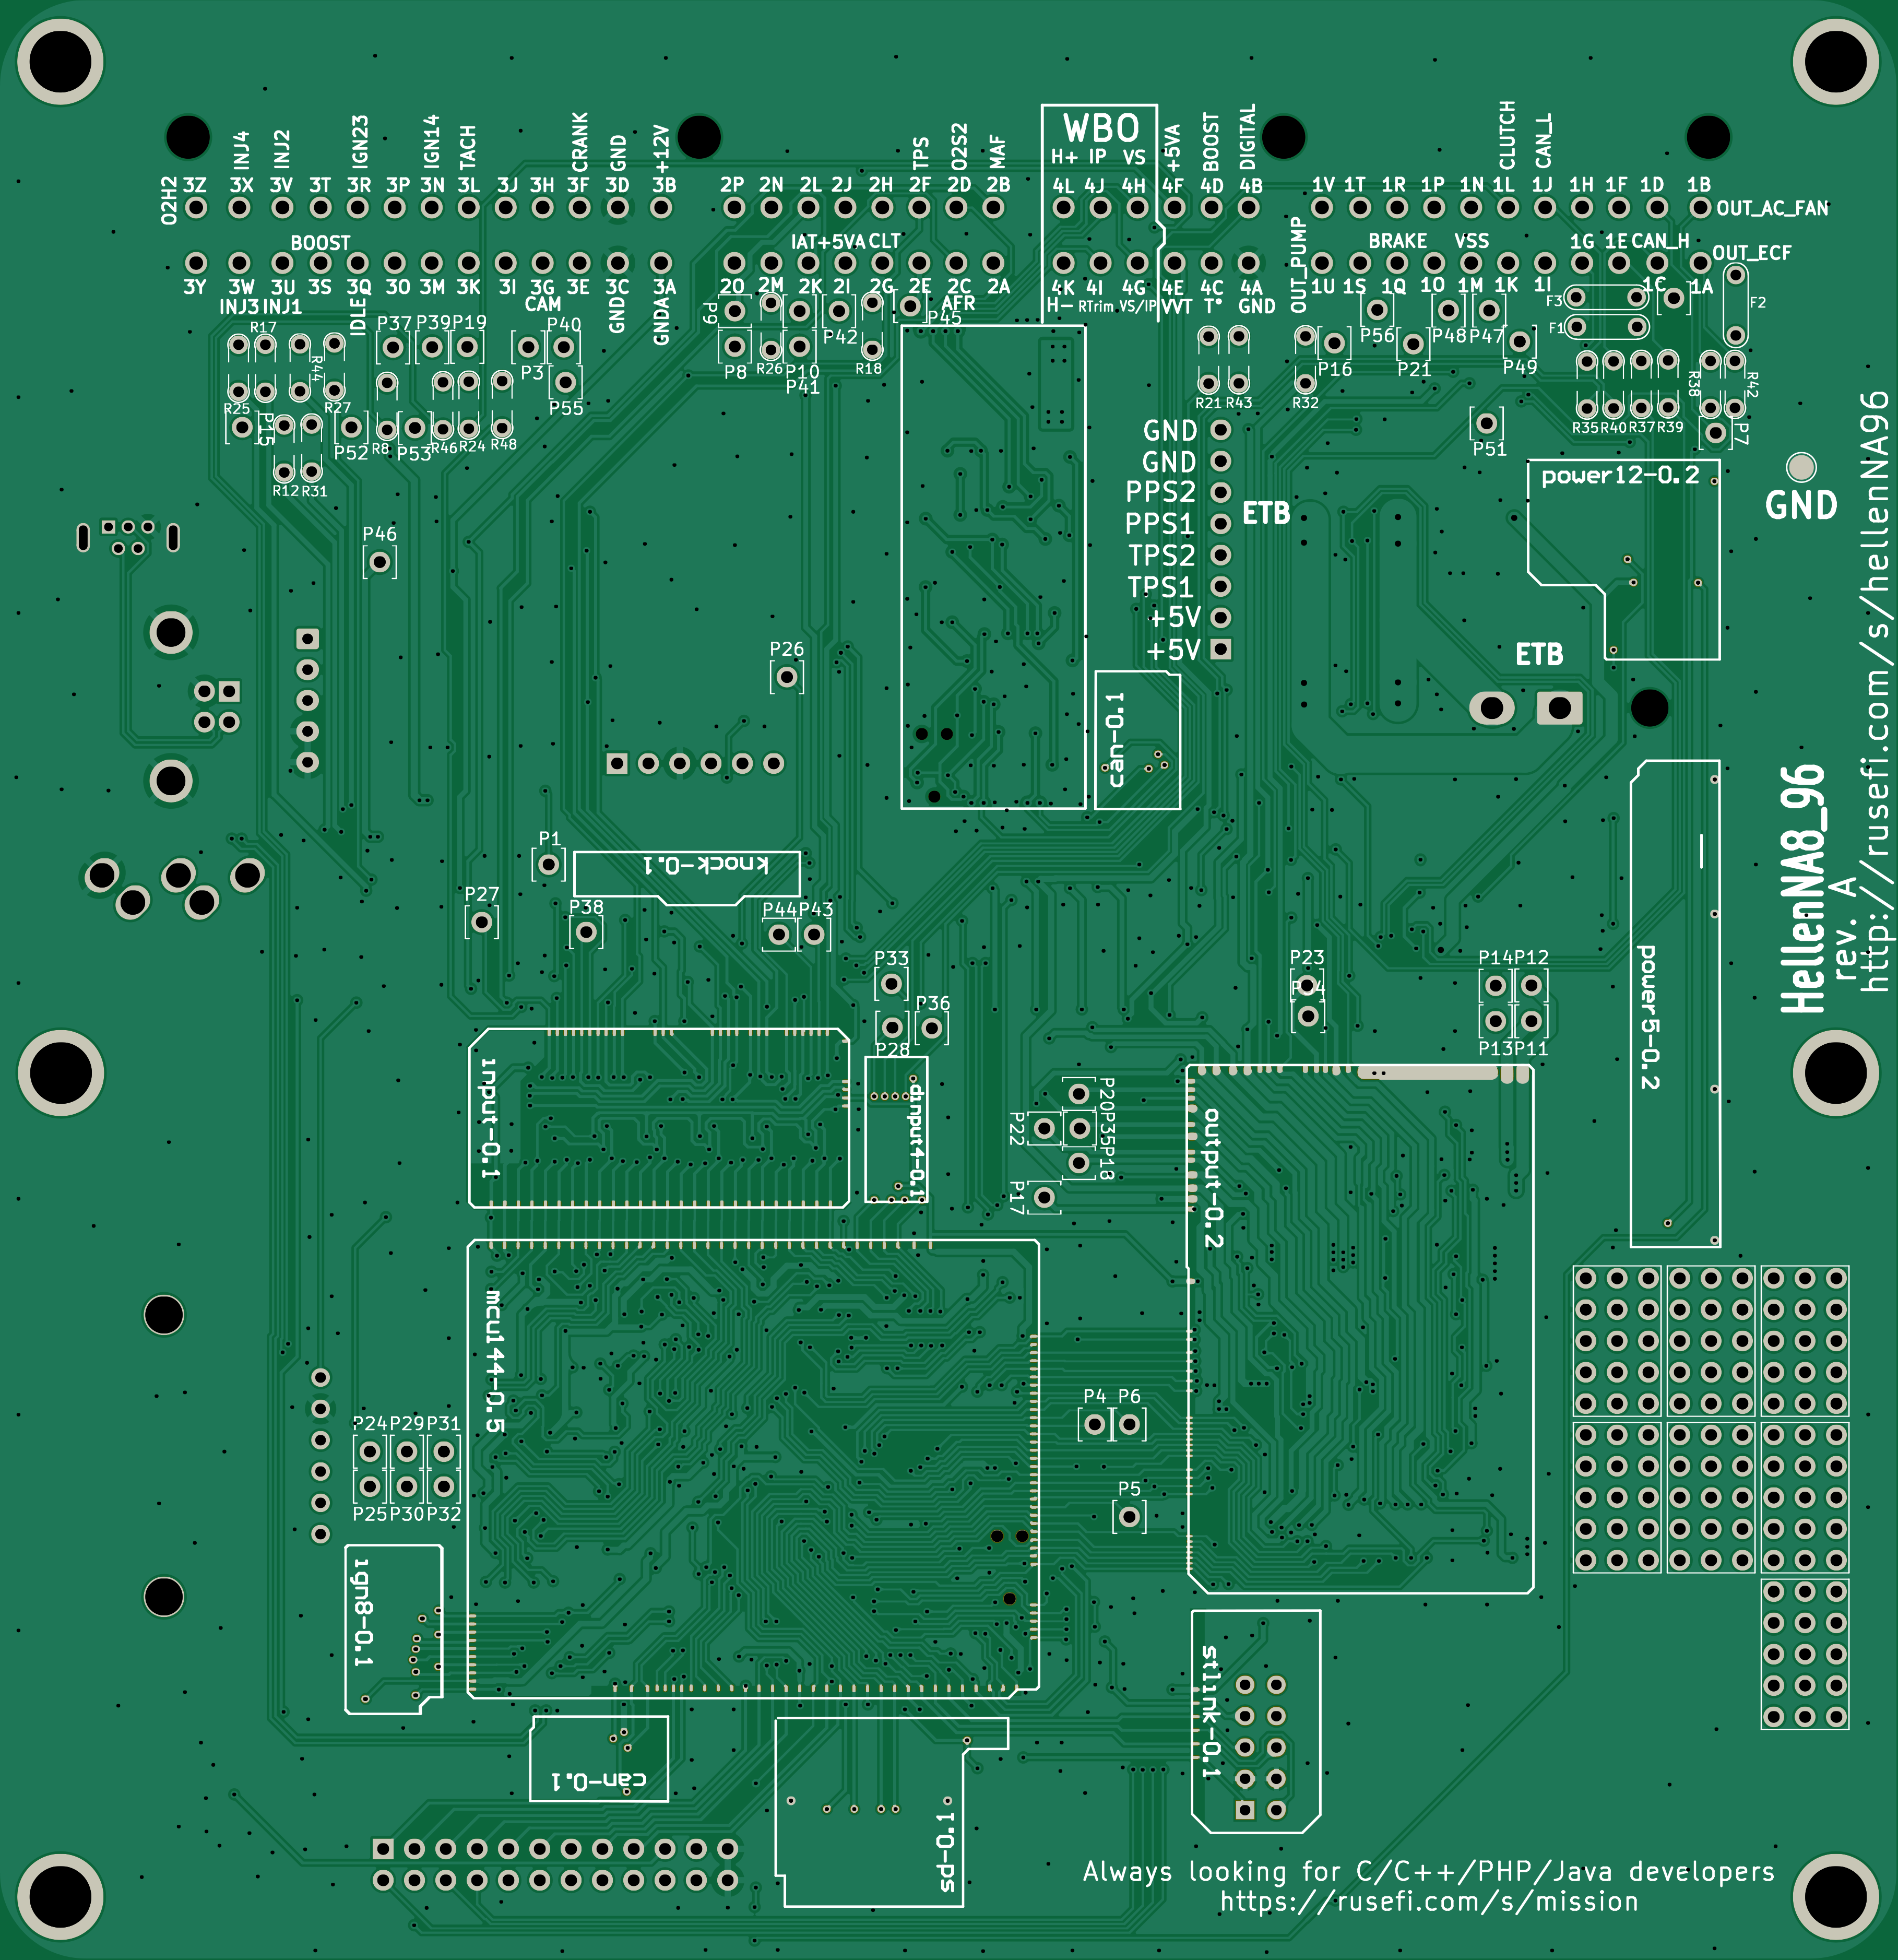 INJ4 INJ2 IGN23 IGN14 TACH CRANK GND +12V TPS O2S2 MAF
WBO
+5VA BOOST DIGITAL CLUTCH CAN_L
H+ IP VS
O2H2 3Z 3X 3V 3T 3R 3P 3N 3L 3J 3H 3F 3D 3B 2P 2N 2L 2J 2H 2F 2D 2B 4L 4J 4H 4F 4D 4B 1V 1T 1R 1P 1N 1L 1J 1H 1F 1D 1B
OUT_AC_FAN
BOOST IAT +5VA CLT OUT_PUMP BRAKE VSS 1G 1E CAN_H
OUT_ECF
3Y 3W 3U 3S 3Q 3O 3M 3K 3I 3G 3E 3C 3A 2O 2M 2K 2I 2G 2E 2C 2A 4K 4I 4G 4E 4C 4A 1U 1S 1Q 1O 1M 1K 1I 1C 1A
INJ3 INJ1 IDLE CAM GND GNDA AFR H- RTrim VS/IP VVT T° GND
F3 F2
F1
P9 P42 P45 P56 P48 P47
R17 P37 P39 P19 P40
R44 P3 P8 R26 P10 R18 P16 P21 P49
P55 P41
R25 R27 R21 R43 R32 R38 R42
P15 P52 R8 P53 R46 R24 R48 P51 R35 R40 R37 R39 P7
R12 R31
GND
GND
PPS2
PPS1
TPS2
TPS1
+5V
+5V
ETB
power12-0.2
GND
P46
P26
ETB
can-0.1
HellenNA8_96
rev. A
http://rusefi.com/s/hellenNA96
P1
knock-0.1
P27 P38 P44 P43
P33 P36
P28
P23
P14 P12
P13 P11
power5-0.2
input-0.1
dinput4-0.1
P20 P35 P18
P22
P17
output-0.2
mcu144-0.5
P4 P6
P5
P24 P29 P31
P25 P30 P32
ign8-0.1
stlink-0.1
can-0.1
sd-0.1
Always looking for C/C++/PHP/Java developers
https://rusefi.com/s/mission